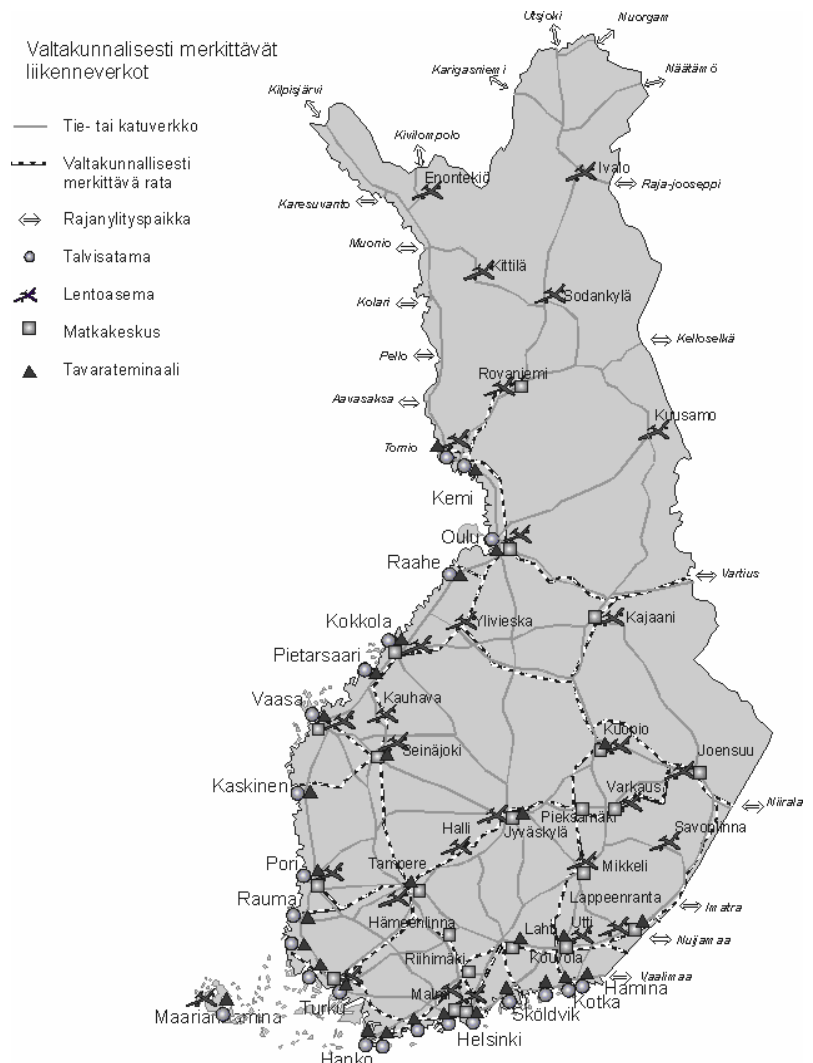 Valtakunnalisesti merkittävät
liikenneverkot
Tie- tai katuverkko
Valtakunnallisesti
merkittävä rata
Rajanylityspaikka
Talvisatama
Lentoasema
Matkakeskus
Tavarateminaali
Utsjoki
Nuorgam
Karigasniemi
Näätämö
Kilpisjärvi
Kivilompolo
Enontekiö
Ivalo
Raja-jooseppi
Karesuvanto
Muonio
Kittilä
Sodankylä
Kolari
Kelloselkä
Pello
Rovaniemi
Aavasaksa
Kuusamo
Tornio
Kemi
Oulu
Raahe
Vartius
Kokkola
Ylivieska
Kajaani
Pietarsaari
Vaasa
Kauhava
Kuopio
Seinäjoki
Joensuu
Kaskinen
Varkaus
Niirala
Pieksämäki
Halli
Jyväskylä
Savonlinna
Pori
Tampere
Mikkeli
Rauma
Lappeenranta
Imatra
Hämeenlinna
Lahti
Utti
Nuijamaa
Riihimäki
Kouvola
Vaalimaa
Malmi
Hamina
Turku
Kotka
Maarianhamina
Sköldvik
Helsinki
Hanko